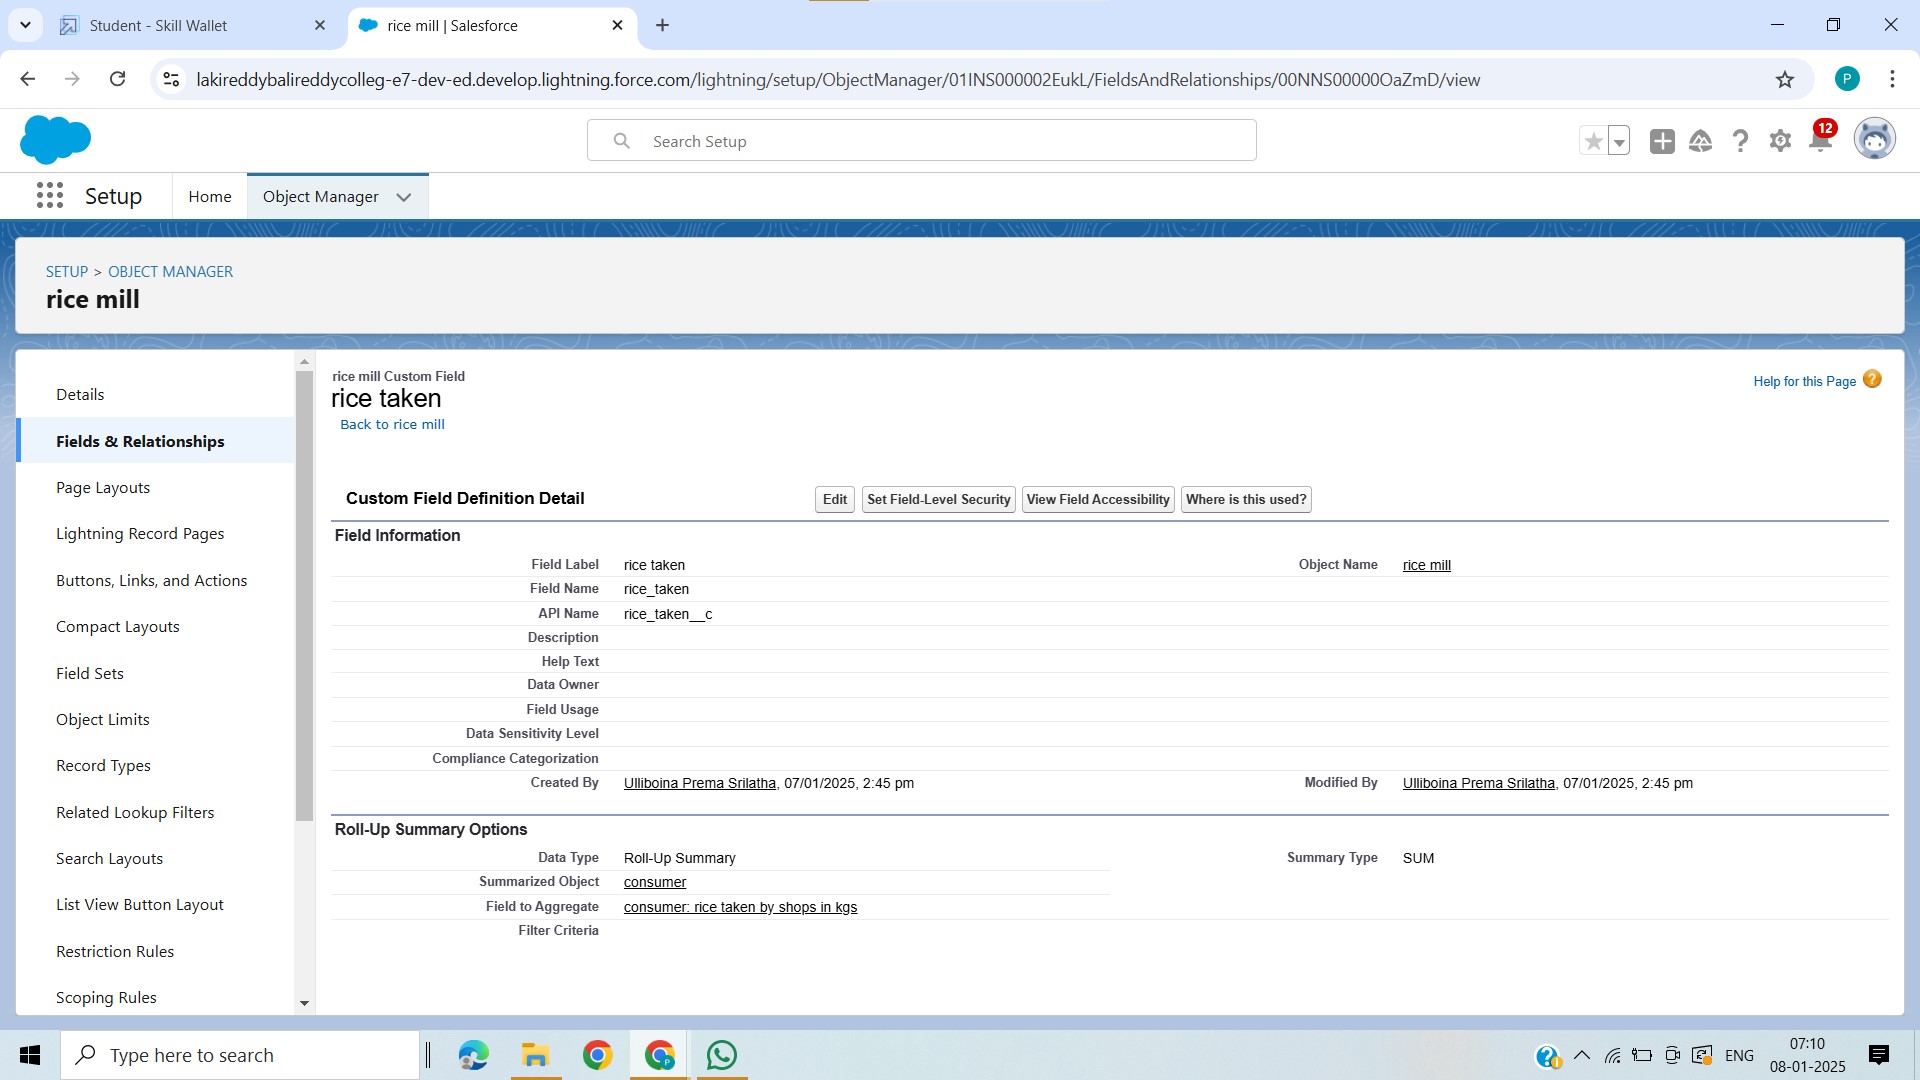 Student - Skill Wallet
rice mill | Salesforce
lakireddybalireddycolleg-e7-dev-ed.develop.lightning.force.com/lightning/setup/ObjectManager/01INS000002EukL/FieldsAndRelationships/00NNS00000OaZmD/view
P
Search Setup
12
Setup
Home
Object Manager
SETUP > OBJECT MANAGER
rice mill
Details
Fields & Relationships
Page Layouts
Lightning Record Pages
Buttons, Links, and Actions
Compact Layouts
Field Sets
Object Limits
Record Types
Related Lookup Filters
Search Layouts
List View Button Layout
Restriction Rules
Scoping Rules
rice mill Custom Field
rice taken
Back to rice mill
Help for this Page
Custom Field Definition Detail
Edit
Set Field-Level Security
View Field Accessibility
Where is this used?
Field Information
Field Label rice taken
Object Name rice mill
Field Name rice_taken
API Name rice_taken__c
Description
Help Text
Data Owner
Field Usage
Data Sensitivity Level
Compliance Categorization
Created By Ulliboina Prema Srilatha, 07/01/2025, 2:45 pm
Modified By Ulliboina Prema Srilatha, 07/01/2025, 2:45 pm
Roll-Up Summary Options
Data Type Roll-Up Summary
Summary Type SUM
Summarized Object consumer
Field to Aggregate consumer: rice taken by shops in kgs
Filter Criteria
Type here to search
P
ENG
07:10
08-01-2025